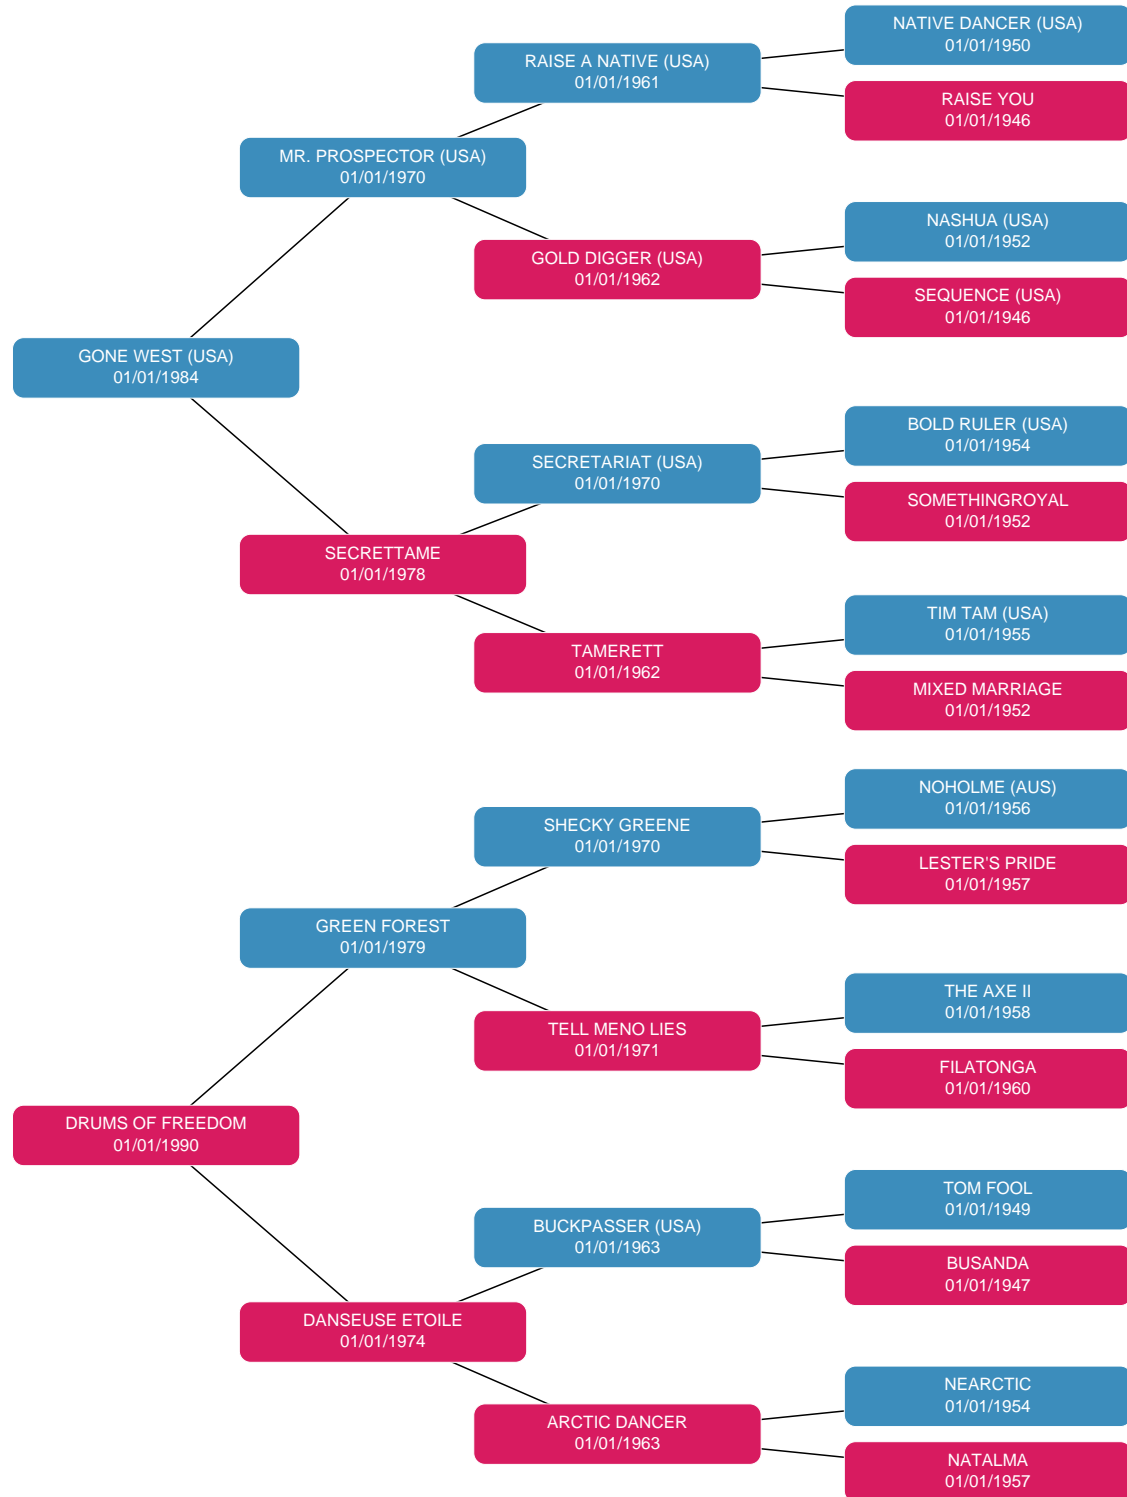 NATIVE DANCER (USA)
01/01/1950
RAISE A NATIVE (USA)
01/01/1961
RAISE YOU
01/01/1946
MR. PROSPECTOR (USA)
01/01/1970
NASHUA (USA)
01/01/1952
GOLD DIGGER (USA)
01/01/1962
SEQUENCE (USA)
01/01/1946
GONE WEST (USA)
01/01/1984
BOLD RULER (USA)
01/01/1954
SECRETARIAT (USA)
01/01/1970
SOMETHINGROYAL
01/01/1952
SECRETTAME
01/01/1978
TIM TAM (USA)
01/01/1955
TAMERETT
01/01/1962
MIXED MARRIAGE
01/01/1952
NOHOLME (AUS)
01/01/1956
SHECKY GREENE
01/01/1970
LESTER'S PRIDE
01/01/1957
GREEN FOREST
01/01/1979
THE AXE II
01/01/1958
TELL MENO LIES
01/01/1971
FILATONGA
01/01/1960
DRUMS OF FREEDOM
01/01/1990
TOM FOOL
01/01/1949
BUCKPASSER (USA)
01/01/1963
BUSANDA
01/01/1947
DANSEUSE ETOILE
01/01/1974
NEARCTIC
01/01/1954
ARCTIC DANCER
01/01/1963
NATALMA
01/01/1957